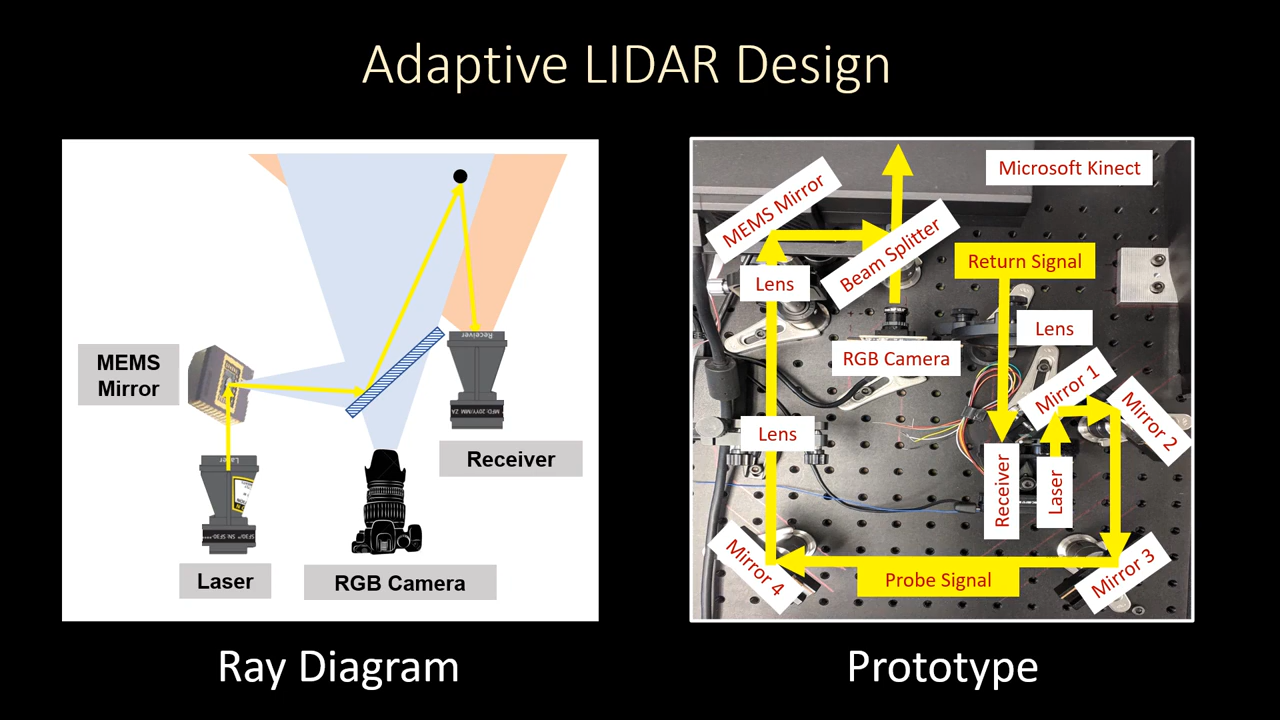 Adaptive LIDAR Design
MEMS
Mirror
Laser
RGB Camera
Receiver
Receiver
Ray Diagram
Microsoft Kinect
MEMS Mirror
Beam Splitter
Return Signal
Lens
Lens
RGB Camera
Mirror 1
Mirror 2
Lens
Receiver
Laser
Mirror 4
Probe Signal
Mirror 3
Prototype